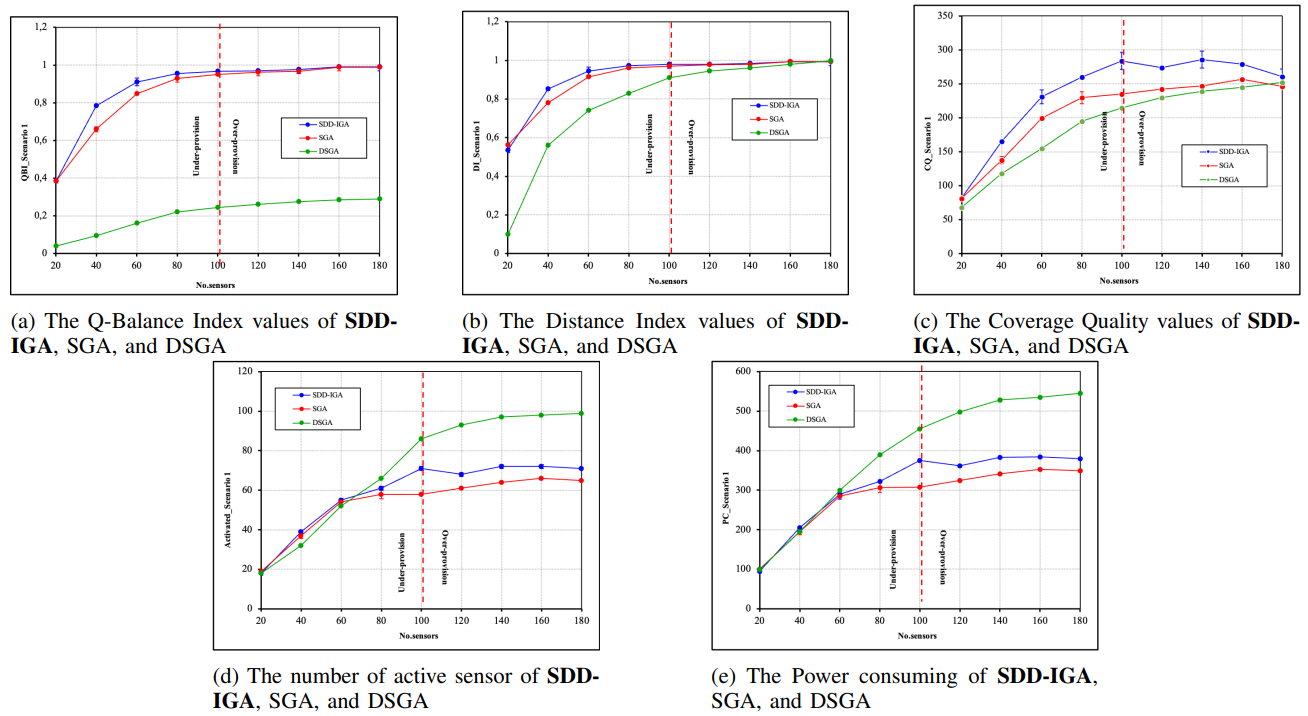 1,2
1
0,8
0,6
0,4
0,2
0
QBI_Scenario 1
20 40 60 80 100 120 140 160 180
No.sensors
Under-provision
Over-provision
SDD-IGA
SGA
DSGA
(a) The Q-Balance Index values of SDD-
IGA, SGA, and DSGA
1,2
1
0,8
0,6
0,4
0,2
0
DI_Scenario 1
20 40 60 80 100 120 140 160 180
No.sensors
Under-provision
Over-provision
SDD-IGA
SGA
DSGA
(b) The Distance Index values of SDD-
IGA, SGA, and DSGA
350
300
250
200
150
100
50
0
CQ_Scenario 1
20 40 60 80 100 120 140 160 180
No.sensors
Under-provision
Over-provision
SDD-IGA
SGA
DSGA
(c) The Coverage Quality values of SDD-
IGA, SGA, and DSGA
120
100
80
60
40
20
0
Activated_Scenario 1
20 40 60 80 100 120 140 160 180
No.sensors
Under-provision
Over-provision
SDD-IGA
SGA
DSGA
(d) The number of active sensor of SDD-
IGA, SGA, and DSGA
600
500
400
300
200
100
0
PC_Scenario 1
20 40 60 80 100 120 140 160 180
No.sensors
Under-provision
Over-provision
SDD-IGA
SGA
DSGA
(e) The Power consuming of SDD-IGA,
SGA, and DSGA